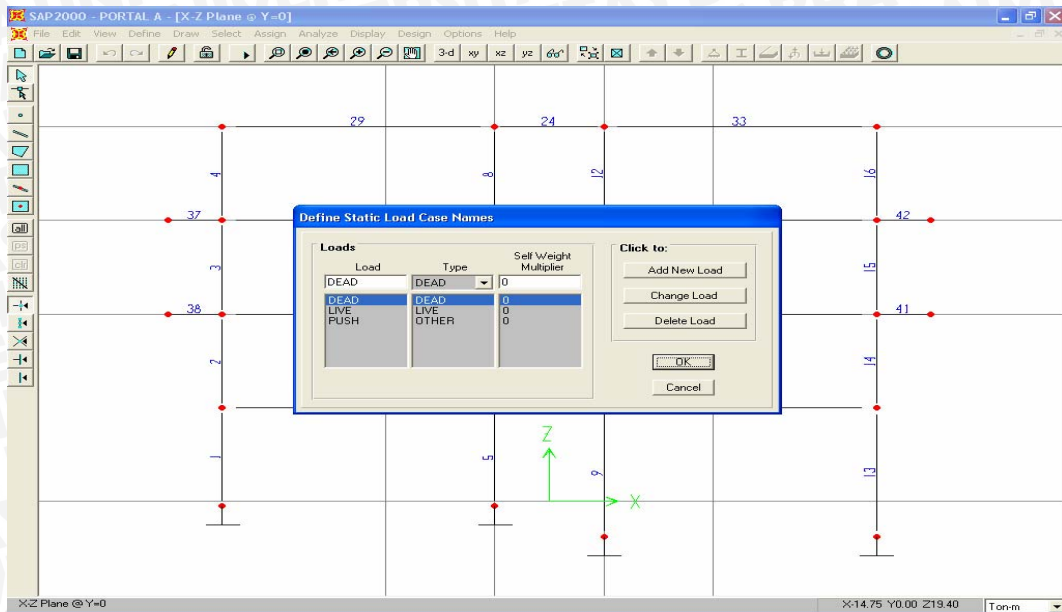 SAP2000 - PORTAL A - [X-Z Plane @ Y=0]
File Edit View Define Draw Select Assign Analyze Display Design Options Help
3-d xy xz yz
all
ps
clr
29 24 33
4 8 12 16
37 42
3 15
38 41
2 14
1 5 9 13
Z
X
Define Static Load Case Names
Loads
Load Type Self Weight Multiplier
DEAD DEAD 0
DEAD DEAD 0
LIVE LIVE 0
PUSH OTHER 0
Click to:
Add New Load
Change Load
Delete Load
OK
Cancel
X-Z Plane @ Y=0 X-14.75 Y0.00 Z19.40 Ton-m